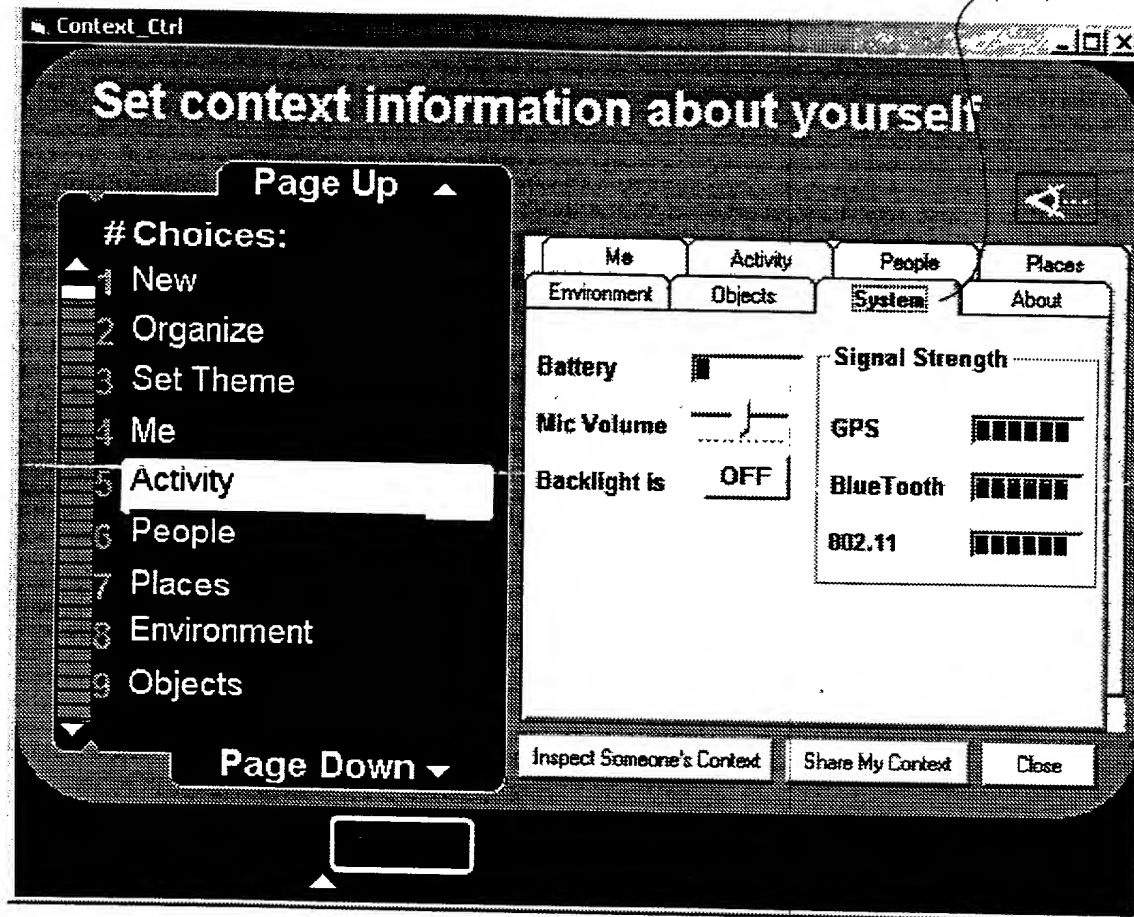 Context_Ctrl
Set context information about yourself
Page Up
# Choices:
1 New
2 Organize
3 Set Theme
4 Me
5 Activity
6 People
7 Places
8 Environment
9 Objects
Page Down
Me Activity People Places
Environment Objects System About
Battery
Mic Volume
Backlight is OFF
Signal Strength
GPS
BlueTooth
802.11
Inspect Someone's Context Share My Context Close